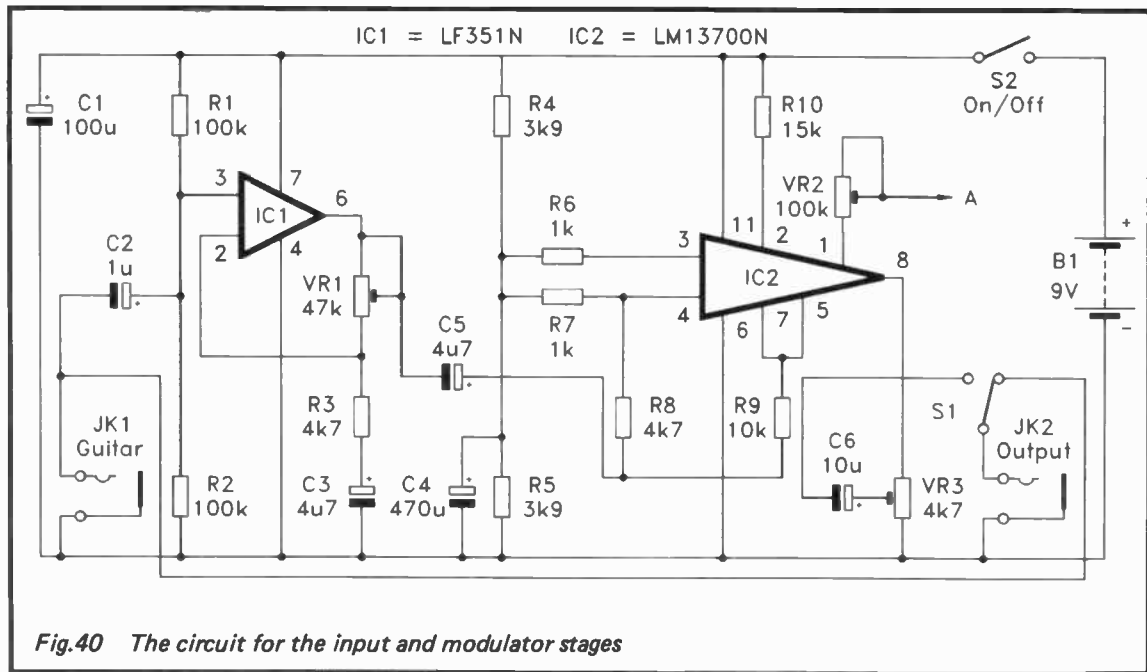 IC1 = LF351N IC2 = LM13700N
C1
100u
R1
100k
R4
3k9
R10
15k
S2
On/Off
3
7
6
IC1
2
4
C2
1u
VR1
47k
R6
1k
R7
1k
11
2
1
VR2
100k
A
3
4
IC2
8
6
7
5
B1
9V
+
-
C5
4u7
R3
4k7
R8
4k7
R9
10k
S1
JK1
Guitar
R2
100k
C3
4u7
C4
470u
R5
3k9
C6
10u
VR3
4k7
JK2
Output
Fig.40 The circuit for the input and modulator stages